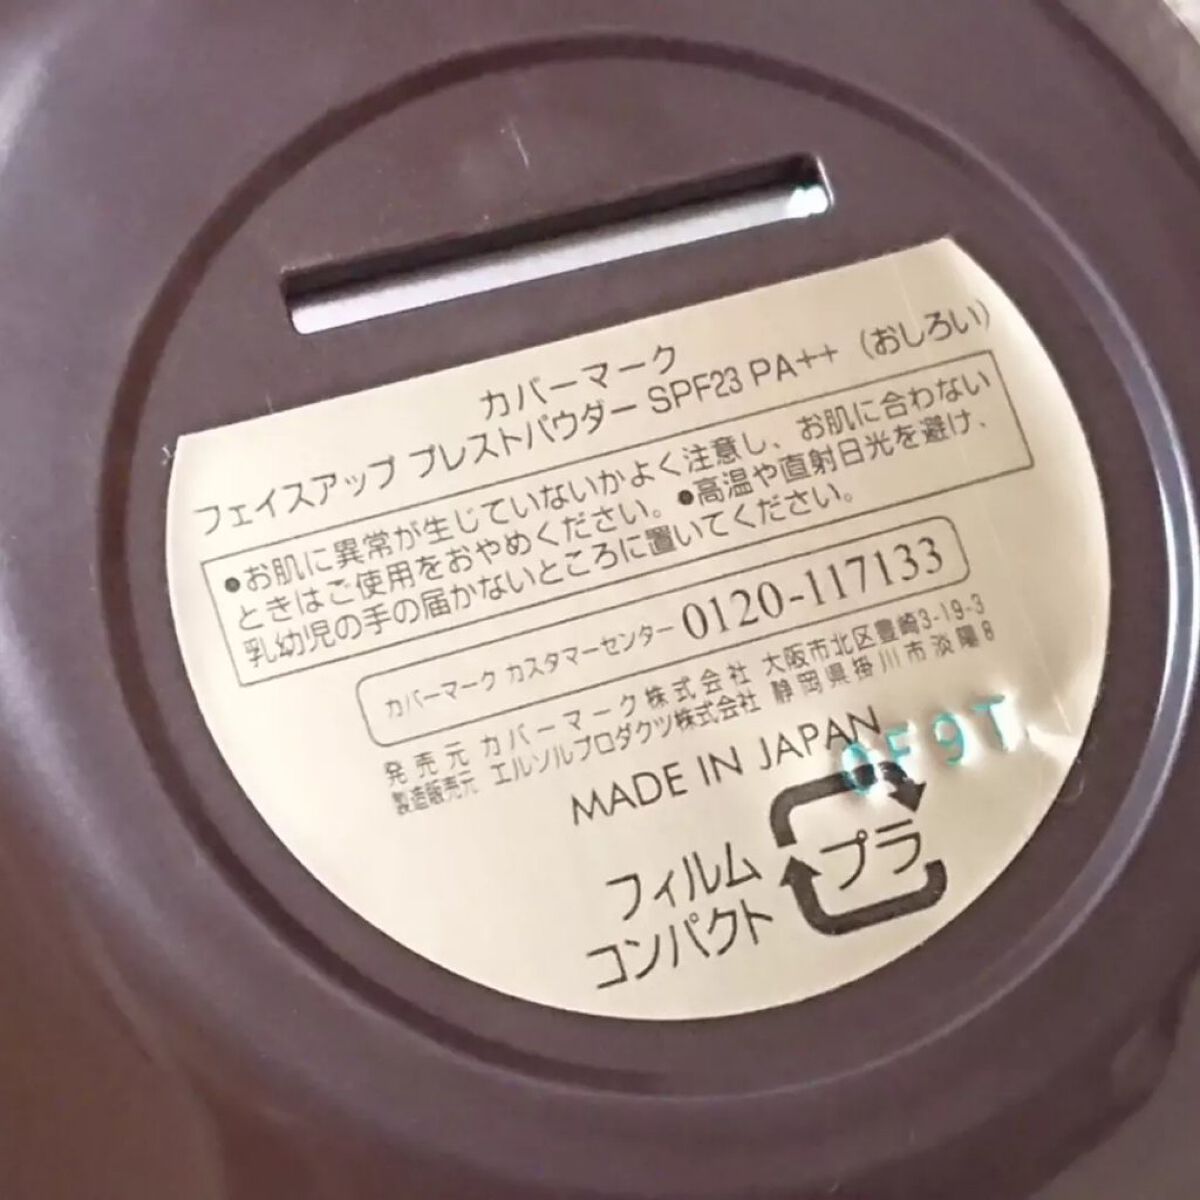 カバーマーク
フェイスアップ プレストパウダー SPF23 PA++ (おしろい)
●お肌に異常が生じていないかよく注意し、お肌に合わない
ときはご使用をおやめください。●高温や直射日光を避け、
乳幼児の手の届かないところに置いてください。
カバーマーク カスタマーセンター 0120-117133
発売元 カバーマーク株式会社 大阪市北区豊崎3-19-3
製造販売元 エルソルプロダクツ株式会社 静岡県掛川市淡陽8
MADE IN JAPAN
0F9T
フィルム
コンパクト
プラ